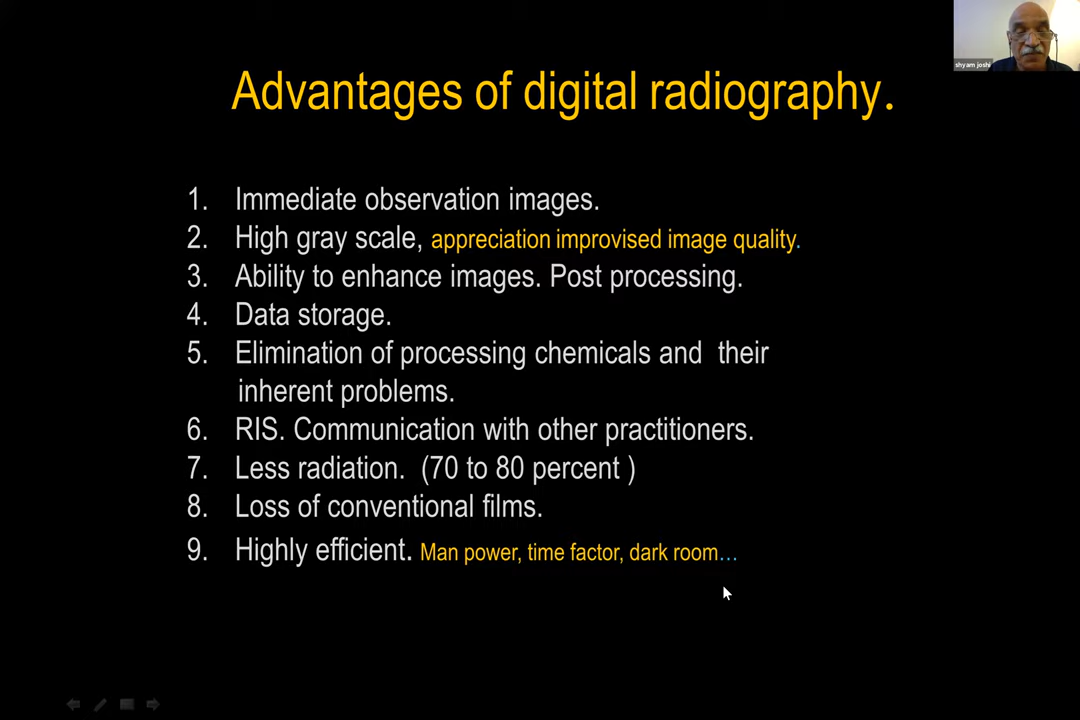 shyam joshi
Advantages of digital radiography.
1. Immediate observation images.
2. High gray scale, appreciation improvised image quality.
3. Ability to enhance images. Post processing.
4. Data storage.
5. Elimination of processing chemicals and their
inherent problems.
6. RIS. Communication with other practitioners.
7. Less radiation. (70 to 80 percent )
8. Loss of conventional films.
9. Highly efficient. Man power, time factor, dark room...